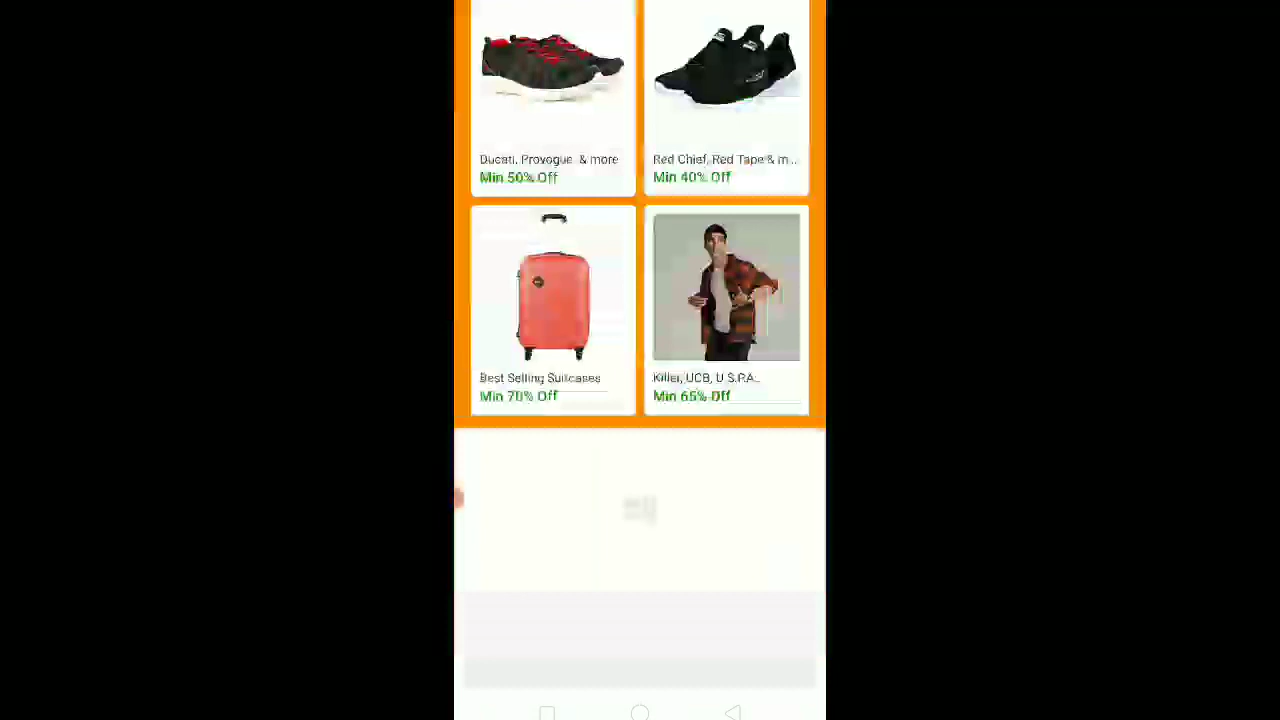 Ducati, Provogue & more
Min 50% Off
Red Chief, Red Tape & m...
Min 40% Off
Best Selling Suitcases
Min 70% Off
Killer, UCB, U.S.P.A...
Min 65% Off